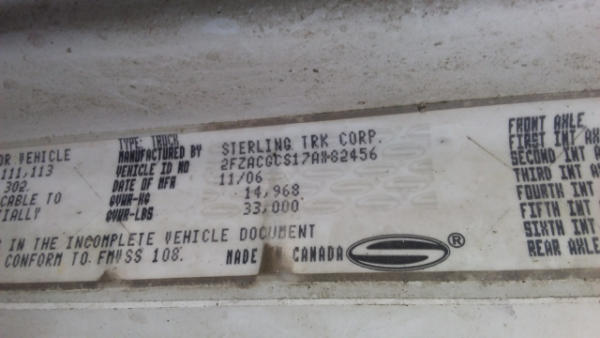 TYPE: TRUCK
OR VEHICLE MANUFACTURED BY STERLING TRK CORP. FRONT AXLE
111,113 VEHICLE ID NO FIRST INT AX
302. DATE OF MFR 11/06 SECOND INT A
CABLE TO GVWR-KG 14,968 THIRD INT AX
IALLY GVWR-LBS 33,000 FOURTH INT
FIFTH INT
IN THE INCOMPLETE VEHICLE DOCUMENT SIXTH INT
CONFORM TO FMVSS 108. MADE CANADA ® REAR AXLE